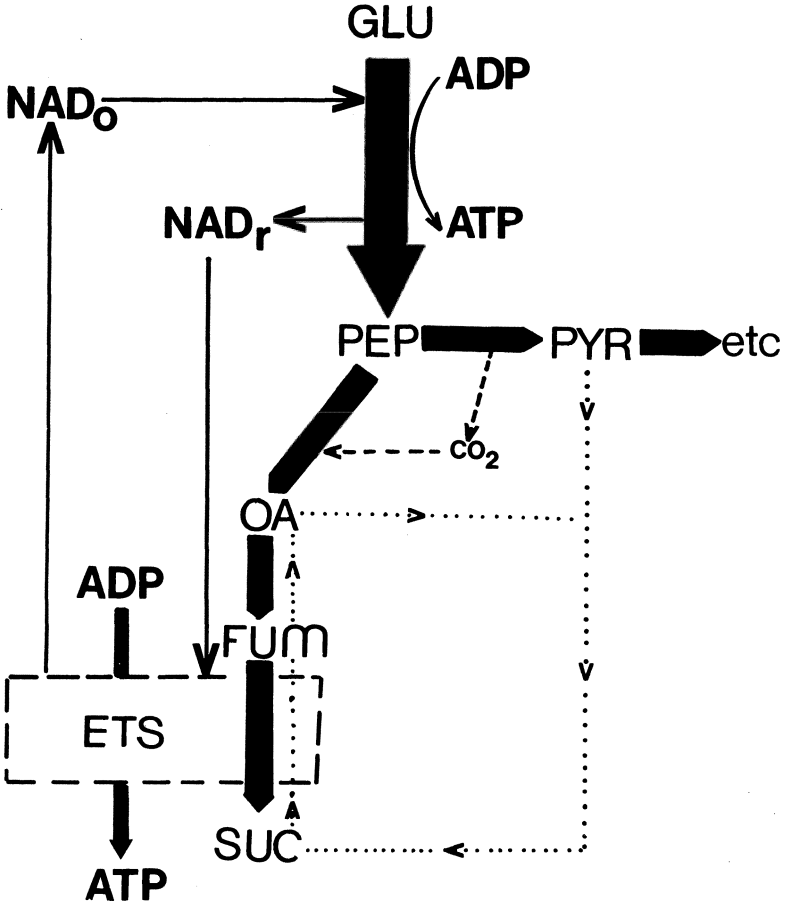 GLU
ADP
NADo
NADr
ATP
PEP PYR etc
co2
OA
ADP
FUM
ETS
SUC
ATP